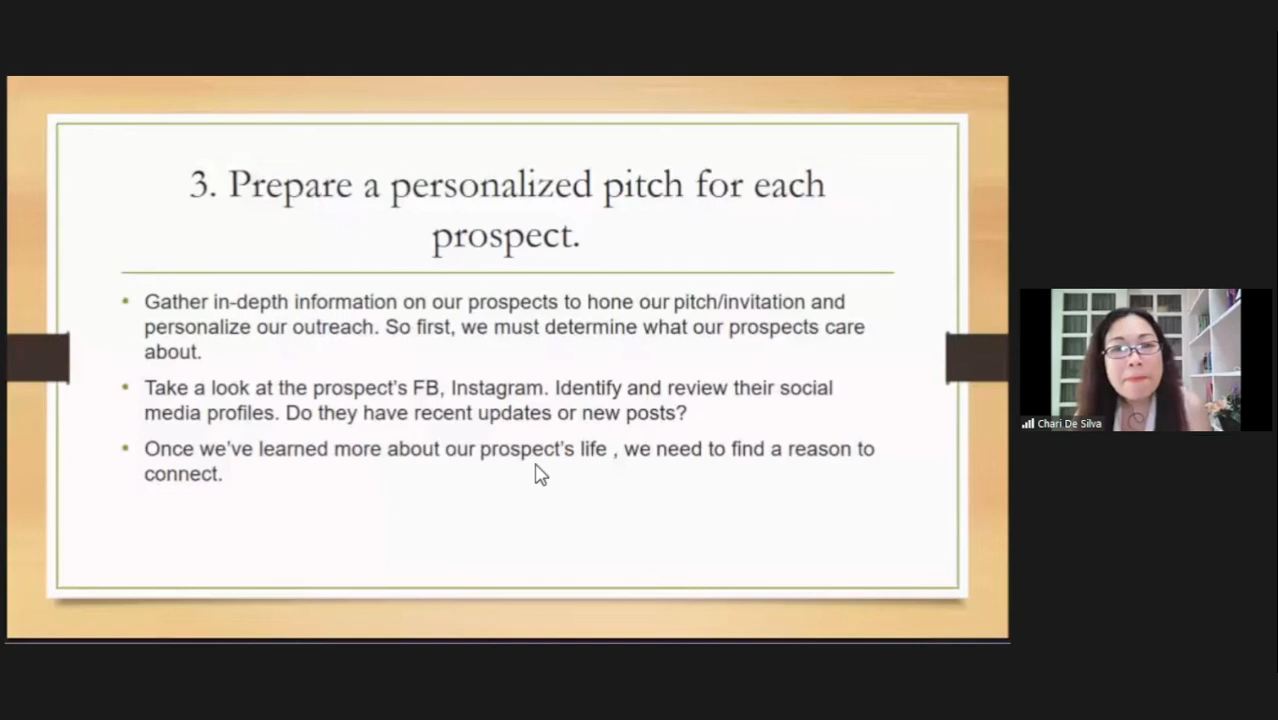 3. Prepare a personalized pitch for each
prospect.
• Gather in-depth information on our prospects to hone our pitch/invitation and
personalize our outreach. So first, we must determine what our prospects care
about.
• Take a look at the prospect's FB, Instagram. Identify and review their social
media profiles. Do they have recent updates or new posts?
• Once we've learned more about our prospect's life , we need to find a reason to
connect.
Chari De Silva